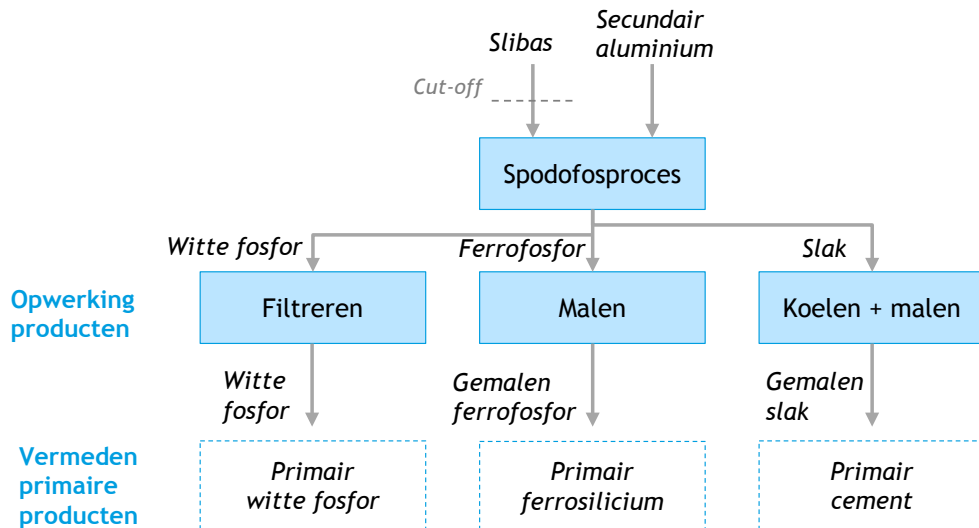 Slibas
Secundair
aluminium
Cut-off
Spodofosproces
Witte fosfor
Ferrofosfor
Slak
Opwerking
producten
Filtreren
Malen
Koelen + malen
Witte
fosfor
Gemalen
ferrofosfor
Gemalen
slak
Vermeden
primaire
producten
Primair
witte fosfor
Primair
ferrosilicium
Primair
cement